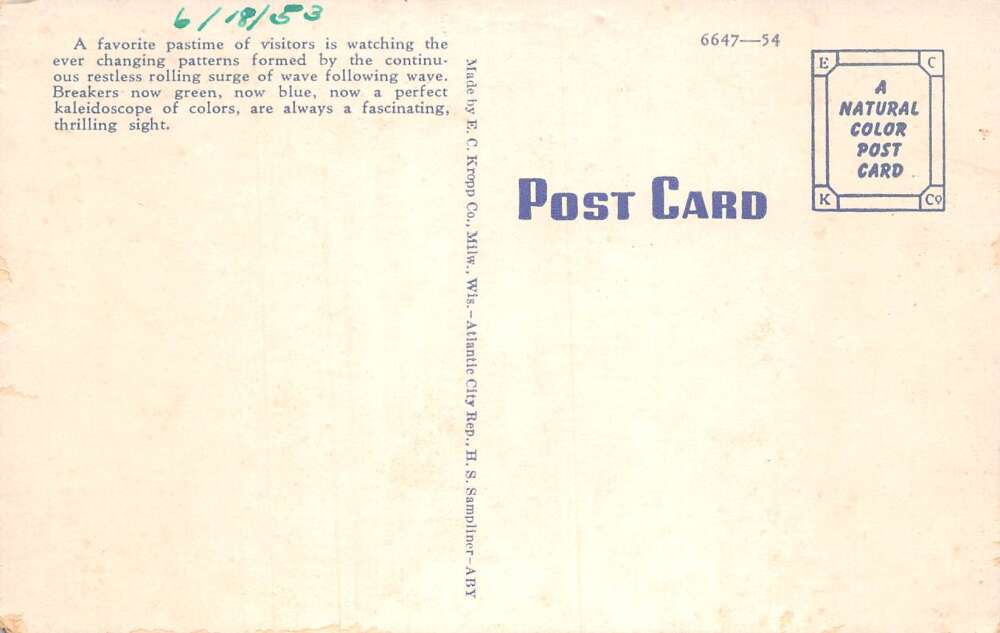 6/18/53
A favorite pastime of visitors is watching the
ever changing patterns formed by the continu-
ous restless rolling surge of wave following wave.
Breakers now green, now blue, now a perfect
kaleidoscope of colors, are always a fascinating,
thrilling sight.
Made by E. C. Kropp Co., Milw., Wis.-Atlantic City Rep., H. S. Sampliner-ABY
6647—54
POST CARD
E C
A
NATURAL
COLOR
POST
CARD
K Co